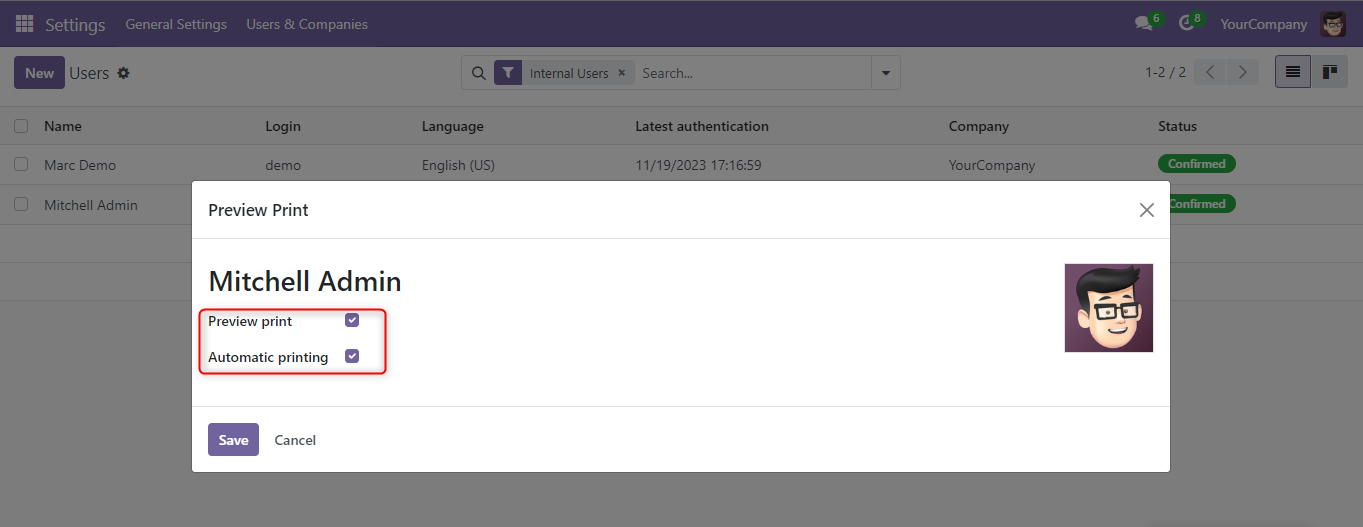 Settings General Settings Users & Companies 6 8 YourCompany
New Users Internal Users × Search... 1-2 / 2
Name Login Language Latest authentication Company Status
Marc Demo demo English (US) 11/19/2023 17:16:59 YourCompany Confirmed
Mitchell Admin Confirmed
Preview Print
Mitchell Admin
Preview print
Automatic printing
Save Cancel